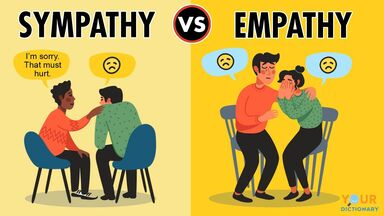 SYMPATHY VS EMPATHY
I'm sorry.
That must
hurt.
YOUR
DICTIONARY